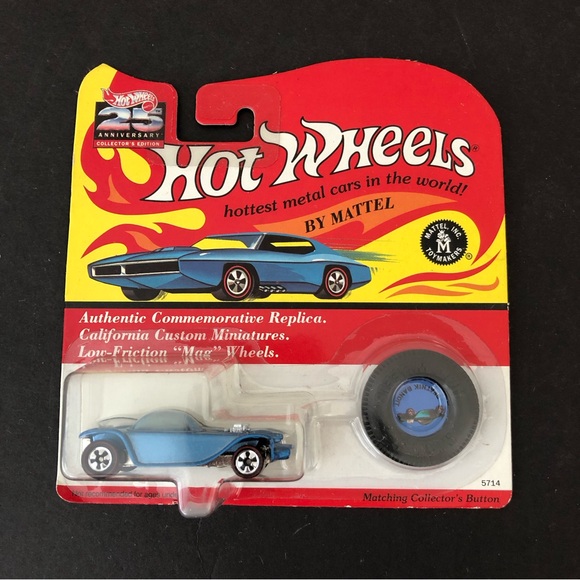 Hot Wheels
25TH
ANNIVERSARY
COLLECTOR'S EDITION
Hot Wheels®
hottest metal cars in the world!
BY MATTEL
MATTEL, INC.
M
TOYMAKERS
®
Authentic Commemorative Replica.
California Custom Miniatures.
Low-Friction "Mag" Wheels.
5714
Matching Collector's Button